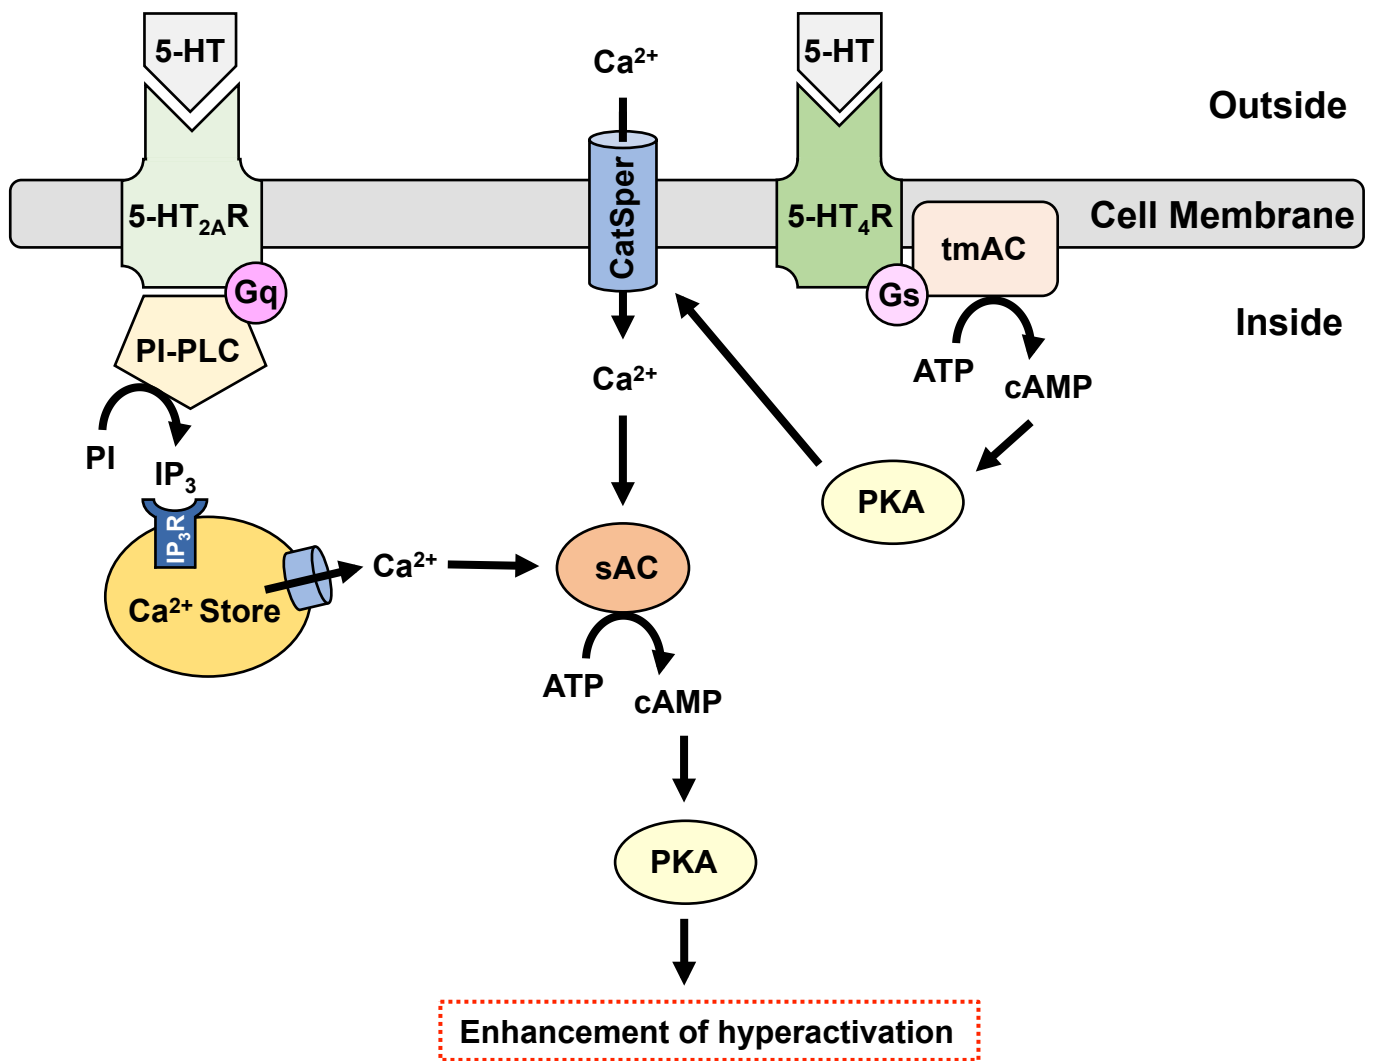 5-HT
Ca²⁺
5-HT
Outside
CatSper
5-HT₂ₐR
5-HT₄R
tmAC
Cell Membrane
Gq
Gs
Inside
PI-PLC
Ca²⁺
ATP
cAMP
PI
IP₃
PKA
IP₃R
Ca²⁺
sAC
Ca²⁺ Store
ATP
cAMP
PKA
Enhancement of hyperactivation